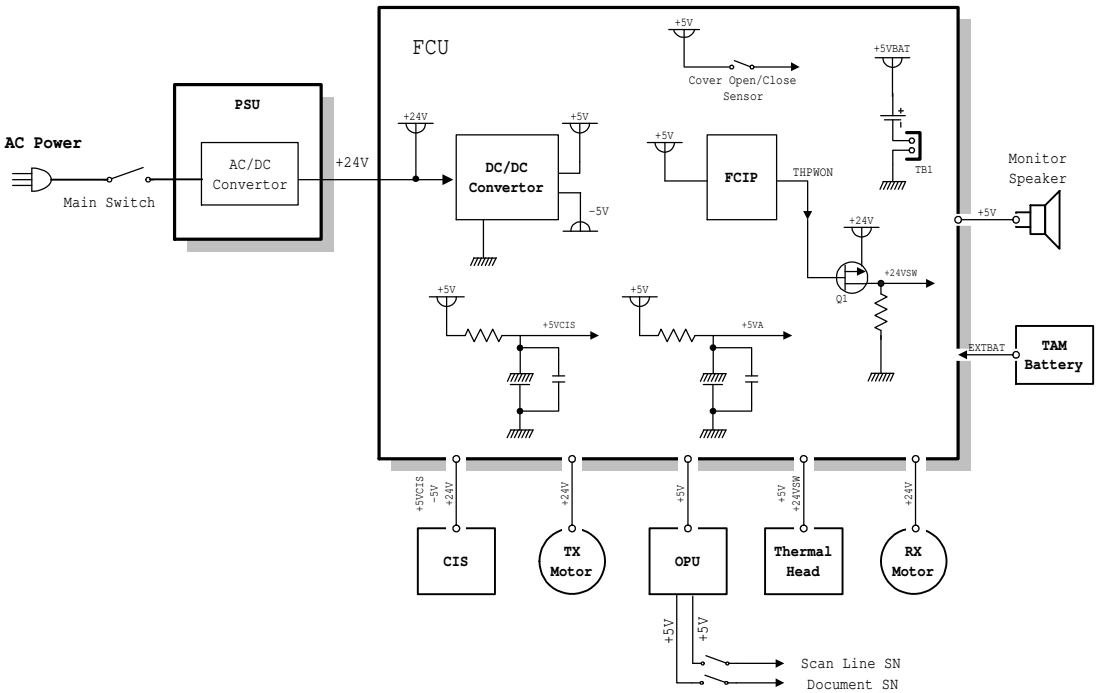 FCU
+5V
Cover Open/Close
Sensor
+5VBAT
+
-
TB1
PSU
AC Power
AC/DC
Convertor
Main Switch
+24V
+24V
DC/DC
Convertor
+5V
-5V
+5V
FCIP
THPWON
+24V
Q1
+24VSW
Monitor
Speaker
+5V
+5V
+5VCIS
+5V
+5VA
EXTBAT
TAM
Battery
+5VCIS
-5V
+24V
+24V
+5V
+5V
+24VSW
+24V
CIS
TX
Motor
OPU
Thermal
Head
RX
Motor
+5V
+5V
Scan Line SN
Document SN